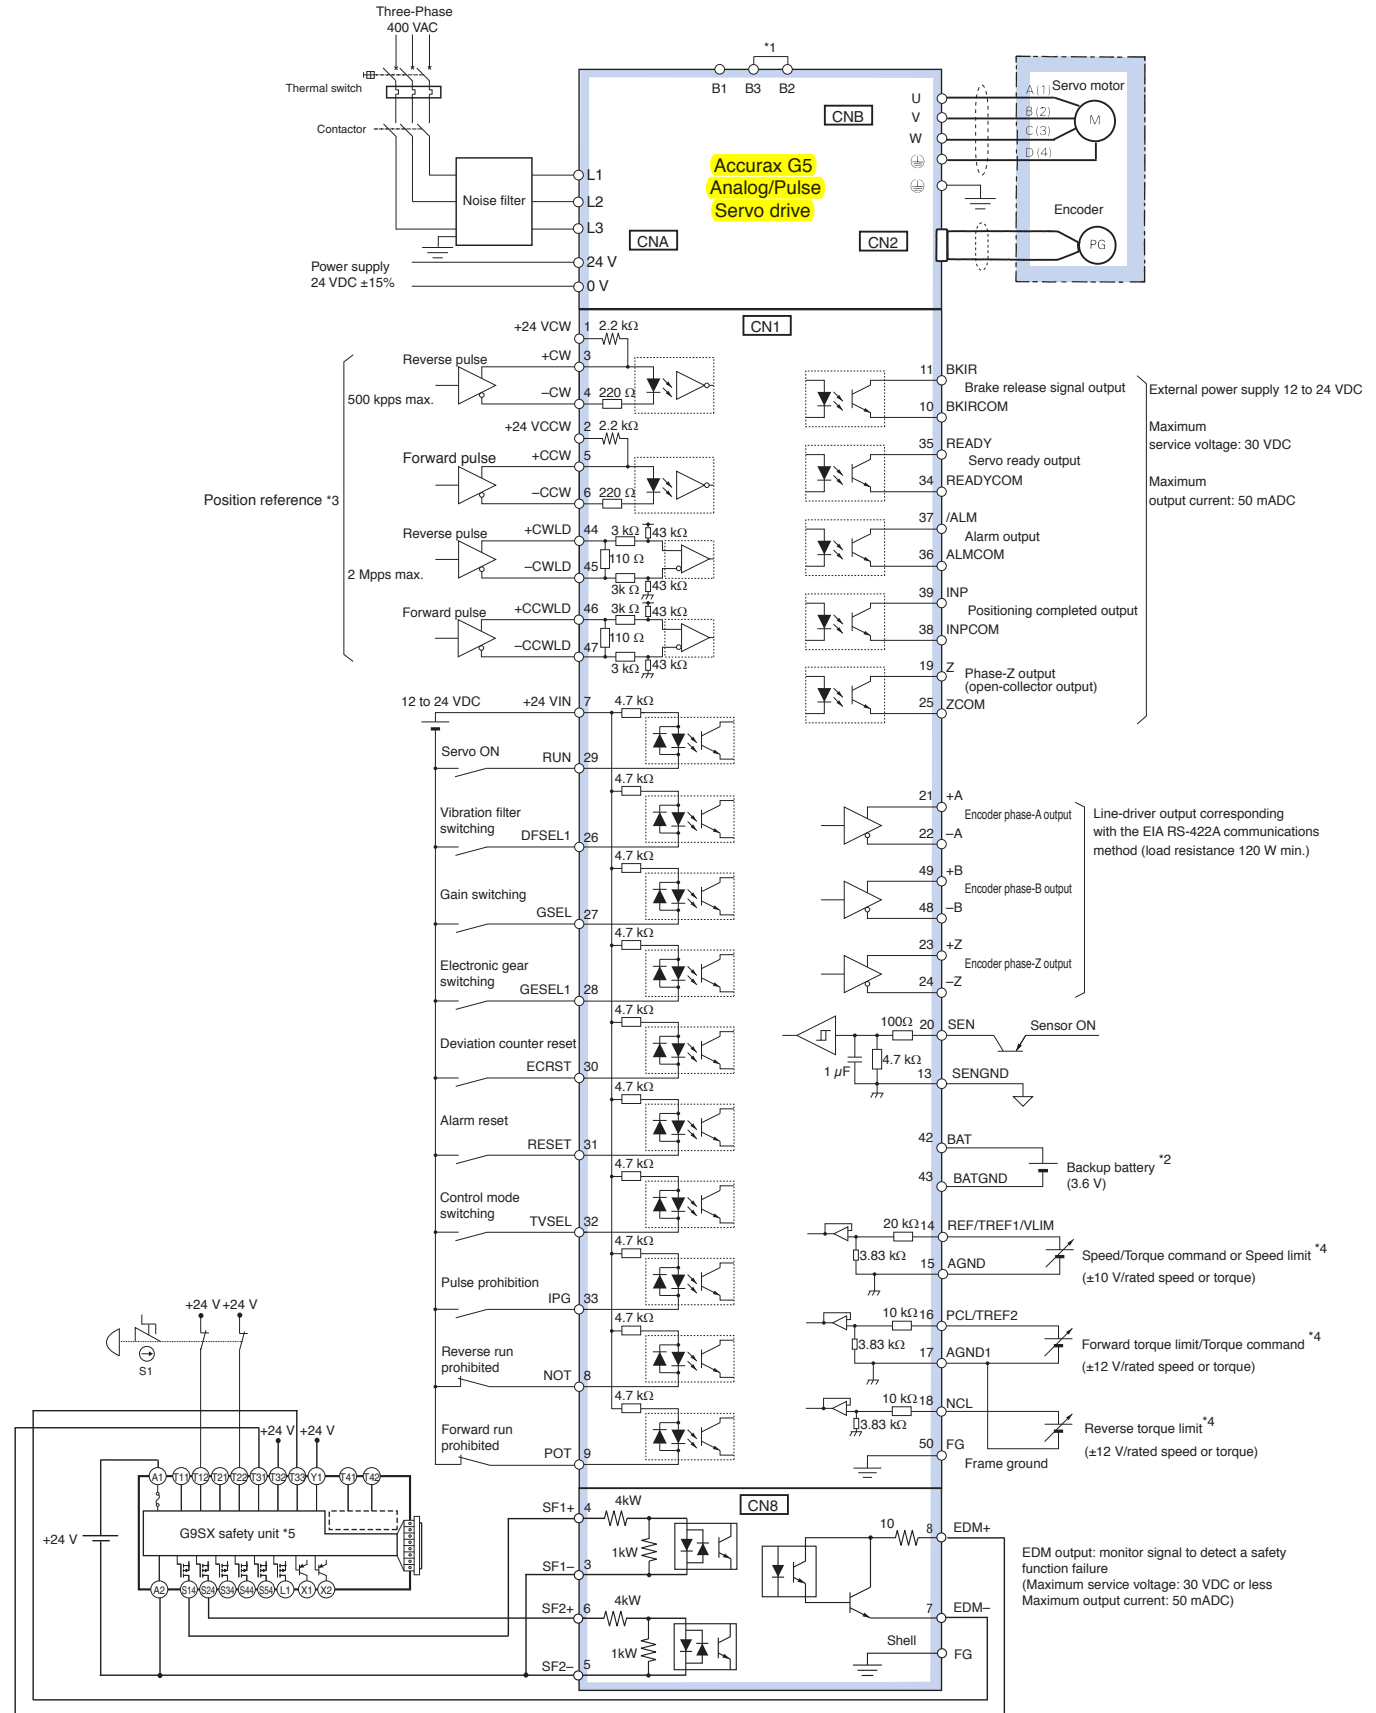 Three-Phase
400 VAC
Thermal switch
Contactor
Noise filter
L1
L2
L3
Power supply
24 VDC ±15%
24 V
0 V
*1
B1 B3 B2
CNB
CNA
CN2
Accurax G5
Analog/Pulse
Servo drive
U
V
W
A (1)
B (2)
C (3)
D (4)
Servo motor
M
Encoder
PG
CN1
Position reference *3
500 kpps max.
2 Mpps max.
+24 VCW 1 2.2 kΩ
Reverse pulse
+CW 3
–CW 4 220 Ω
+24 VCCW 2 2.2 kΩ
Forward pulse
+CCW 5
–CCW 6 220 Ω
Reverse pulse
+CWLD 44 3 kΩ 43 kΩ
110 Ω
–CWLD 45 3k Ω 43 kΩ
Forward pulse
+CCWLD 46 3k Ω 43 kΩ
110 Ω
–CCWLD 47 3 kΩ 43 kΩ
12 to 24 VDC
+24 VIN 7 4.7 kΩ
Servo ON
RUN 29
4.7 kΩ
Vibration filter
switching
DFSEL1 26
4.7 kΩ
Gain switching
GSEL 27
4.7 kΩ
Electronic gear
switching
GESEL1 28
4.7 kΩ
Deviation counter reset
ECRST 30
4.7 kΩ
Alarm reset
RESET 31
4.7 kΩ
Control mode
switching
TVSEL 32
4.7 kΩ
Pulse prohibition
IPG 33
4.7 kΩ
Reverse run
prohibited
NOT 8
4.7 kΩ
Forward run
prohibited
POT 9
11 BKIR
Brake release signal output
10 BKIRCOM
35 READY
Servo ready output
34 READYCOM
37 /ALM
Alarm output
36 ALMCOM
39 INP
Positioning completed output
38 INPCOM
19 Z
Phase-Z output
(open-collector output)
25 ZCOM
External power supply 12 to 24 VDC
Maximum
service voltage: 30 VDC
Maximum
output current: 50 mADC
21 +A
Encoder phase-A output
22 –A
49 +B
Encoder phase-B output
48 –B
23 +Z
Encoder phase-Z output
24 –Z
Line-driver output corresponding
with the EIA RS-422A communications
method (load resistance 120 W min.)
100Ω 20 SEN
Sensor ON
4.7 kΩ
1 µF
13 SENGND
42 BAT
43 BATGND
Backup battery *2
(3.6 V)
20 kΩ 14 REF/TREF1/VLIM
3.83 kΩ
15 AGND
Speed/Torque command or Speed limit *4
(±10 V/rated speed or torque)
10 kΩ 16 PCL/TREF2
3.83 kΩ
17 AGND1
Forward torque limit/Torque command *4
(±12 V/rated speed or torque)
10 kΩ 18 NCL
3.83 kΩ
Reverse torque limit*4
(±12 V/rated speed or torque)
50 FG
Frame ground
+24 V +24 V
S1
+24 V +24 V
A1 T11 T12 T21 T22 T31 T32 T33 Y1 T41 T42
G9SX safety unit *5
+24 V
A2 S14 S24 S34 S44 S54 L1 X1 X2
CN8
SF1+ 4 4kW
1kW
SF1– 3
SF2+ 6 4kW
1kW
SF2– 5
10 8 EDM+
7 EDM–
Shell
FG
EDM output: monitor signal to detect a safety
function failure
(Maximum service voltage: 30 VDC or less
Maximum output current: 50 mADC)